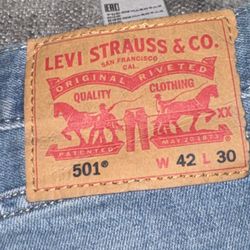 LEVI STRAUSS & CO.
SAN FRANCISCO
CAL.
ORIGINAL RIVETED
QUALITY CLOTHING
XX
PATENTED MAY 20 1873
501® W 42 L 30